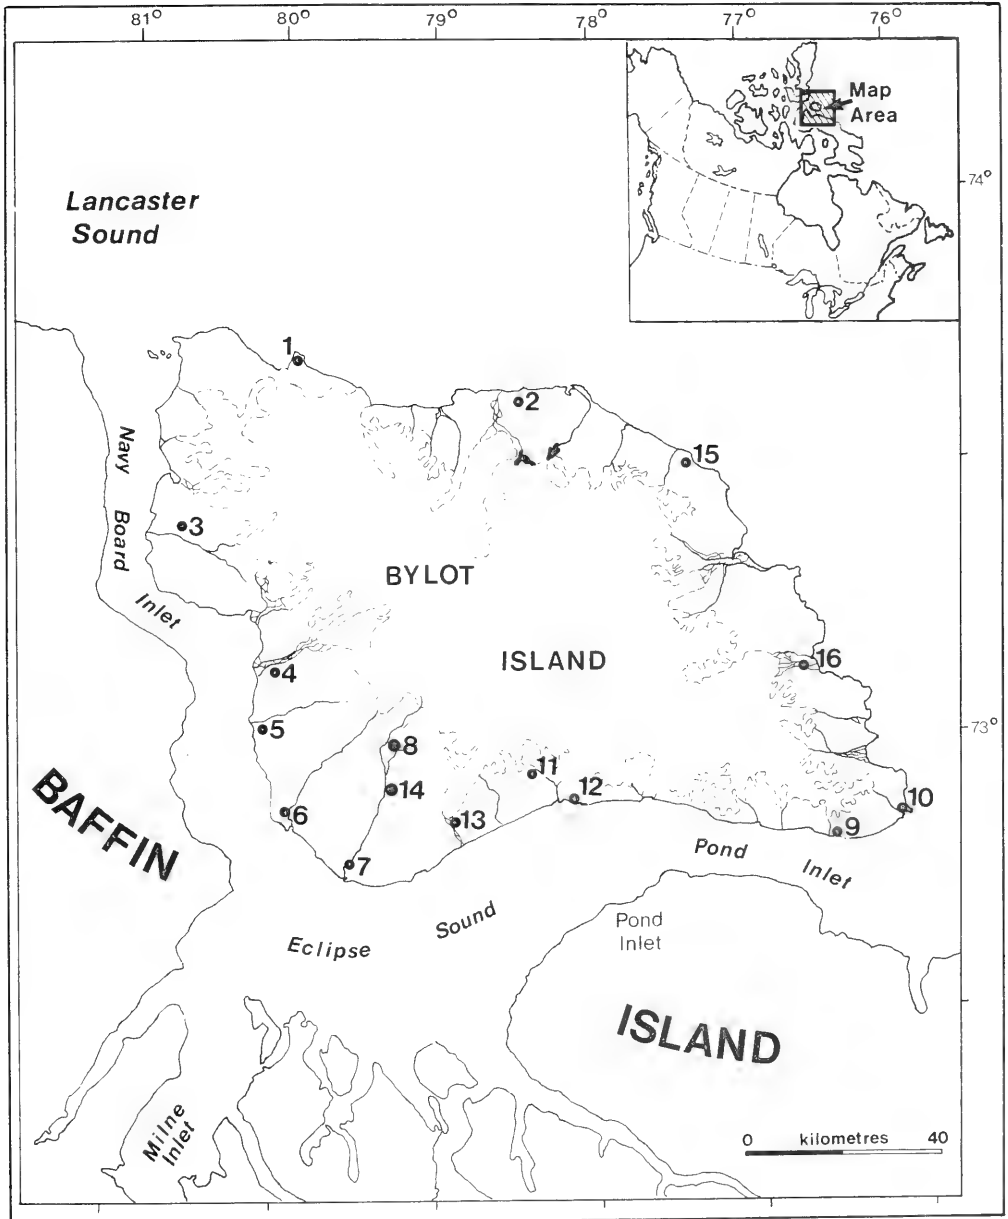 81° 80° 79° 78° 77° 76°
Map
Area
74°
Lancaster
Sound
1
2
15
Navy
Board
Inlet
3
BYLOT
ISLAND
16
4
5
73°
8
11
14
12
10
6
13
9
7
BAFFIN
Pond
Inlet
Eclipse
Sound
Pond
Inlet
ISLAND
Milne
Inlet
0 kilometres 40